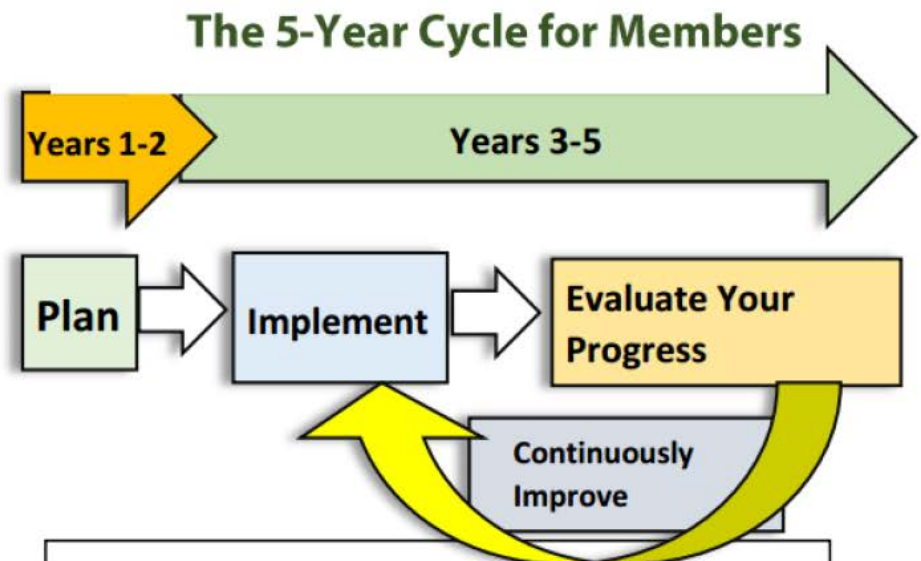 The 5-Year Cycle for Members
Years 1-2
Years 3-5
Plan
Implement
Evaluate Your
Progress
Continuously
Improve